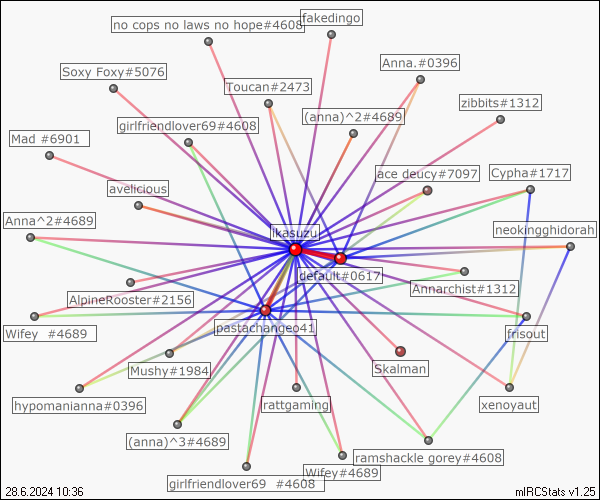 no cops no laws no hope#4608
fakedingo
Anna.#0396
Soxy Foxy#5076
Toucan#2473
zibbits#1312
(anna)^2#4689
girlfriendlover69#4608
Mad #6901
ace deucy#7097
Cypha#1717
avelicious
Anna^2#4689
ikasuzu
neokingghidorah
default#0617
Annarchist#1312
AlpineRooster#2156
Wifey #4689
pastachangeo41
frisout
Mushy#1984
Skalman
hypomanianna#0396
rattgaming
xenoyaut
(anna)^3#4689
ramshackle gorey#4608
Wifey#4689
girlfriendlover69 #4608
28.6.2024 10:36
mIRCStats v1.25